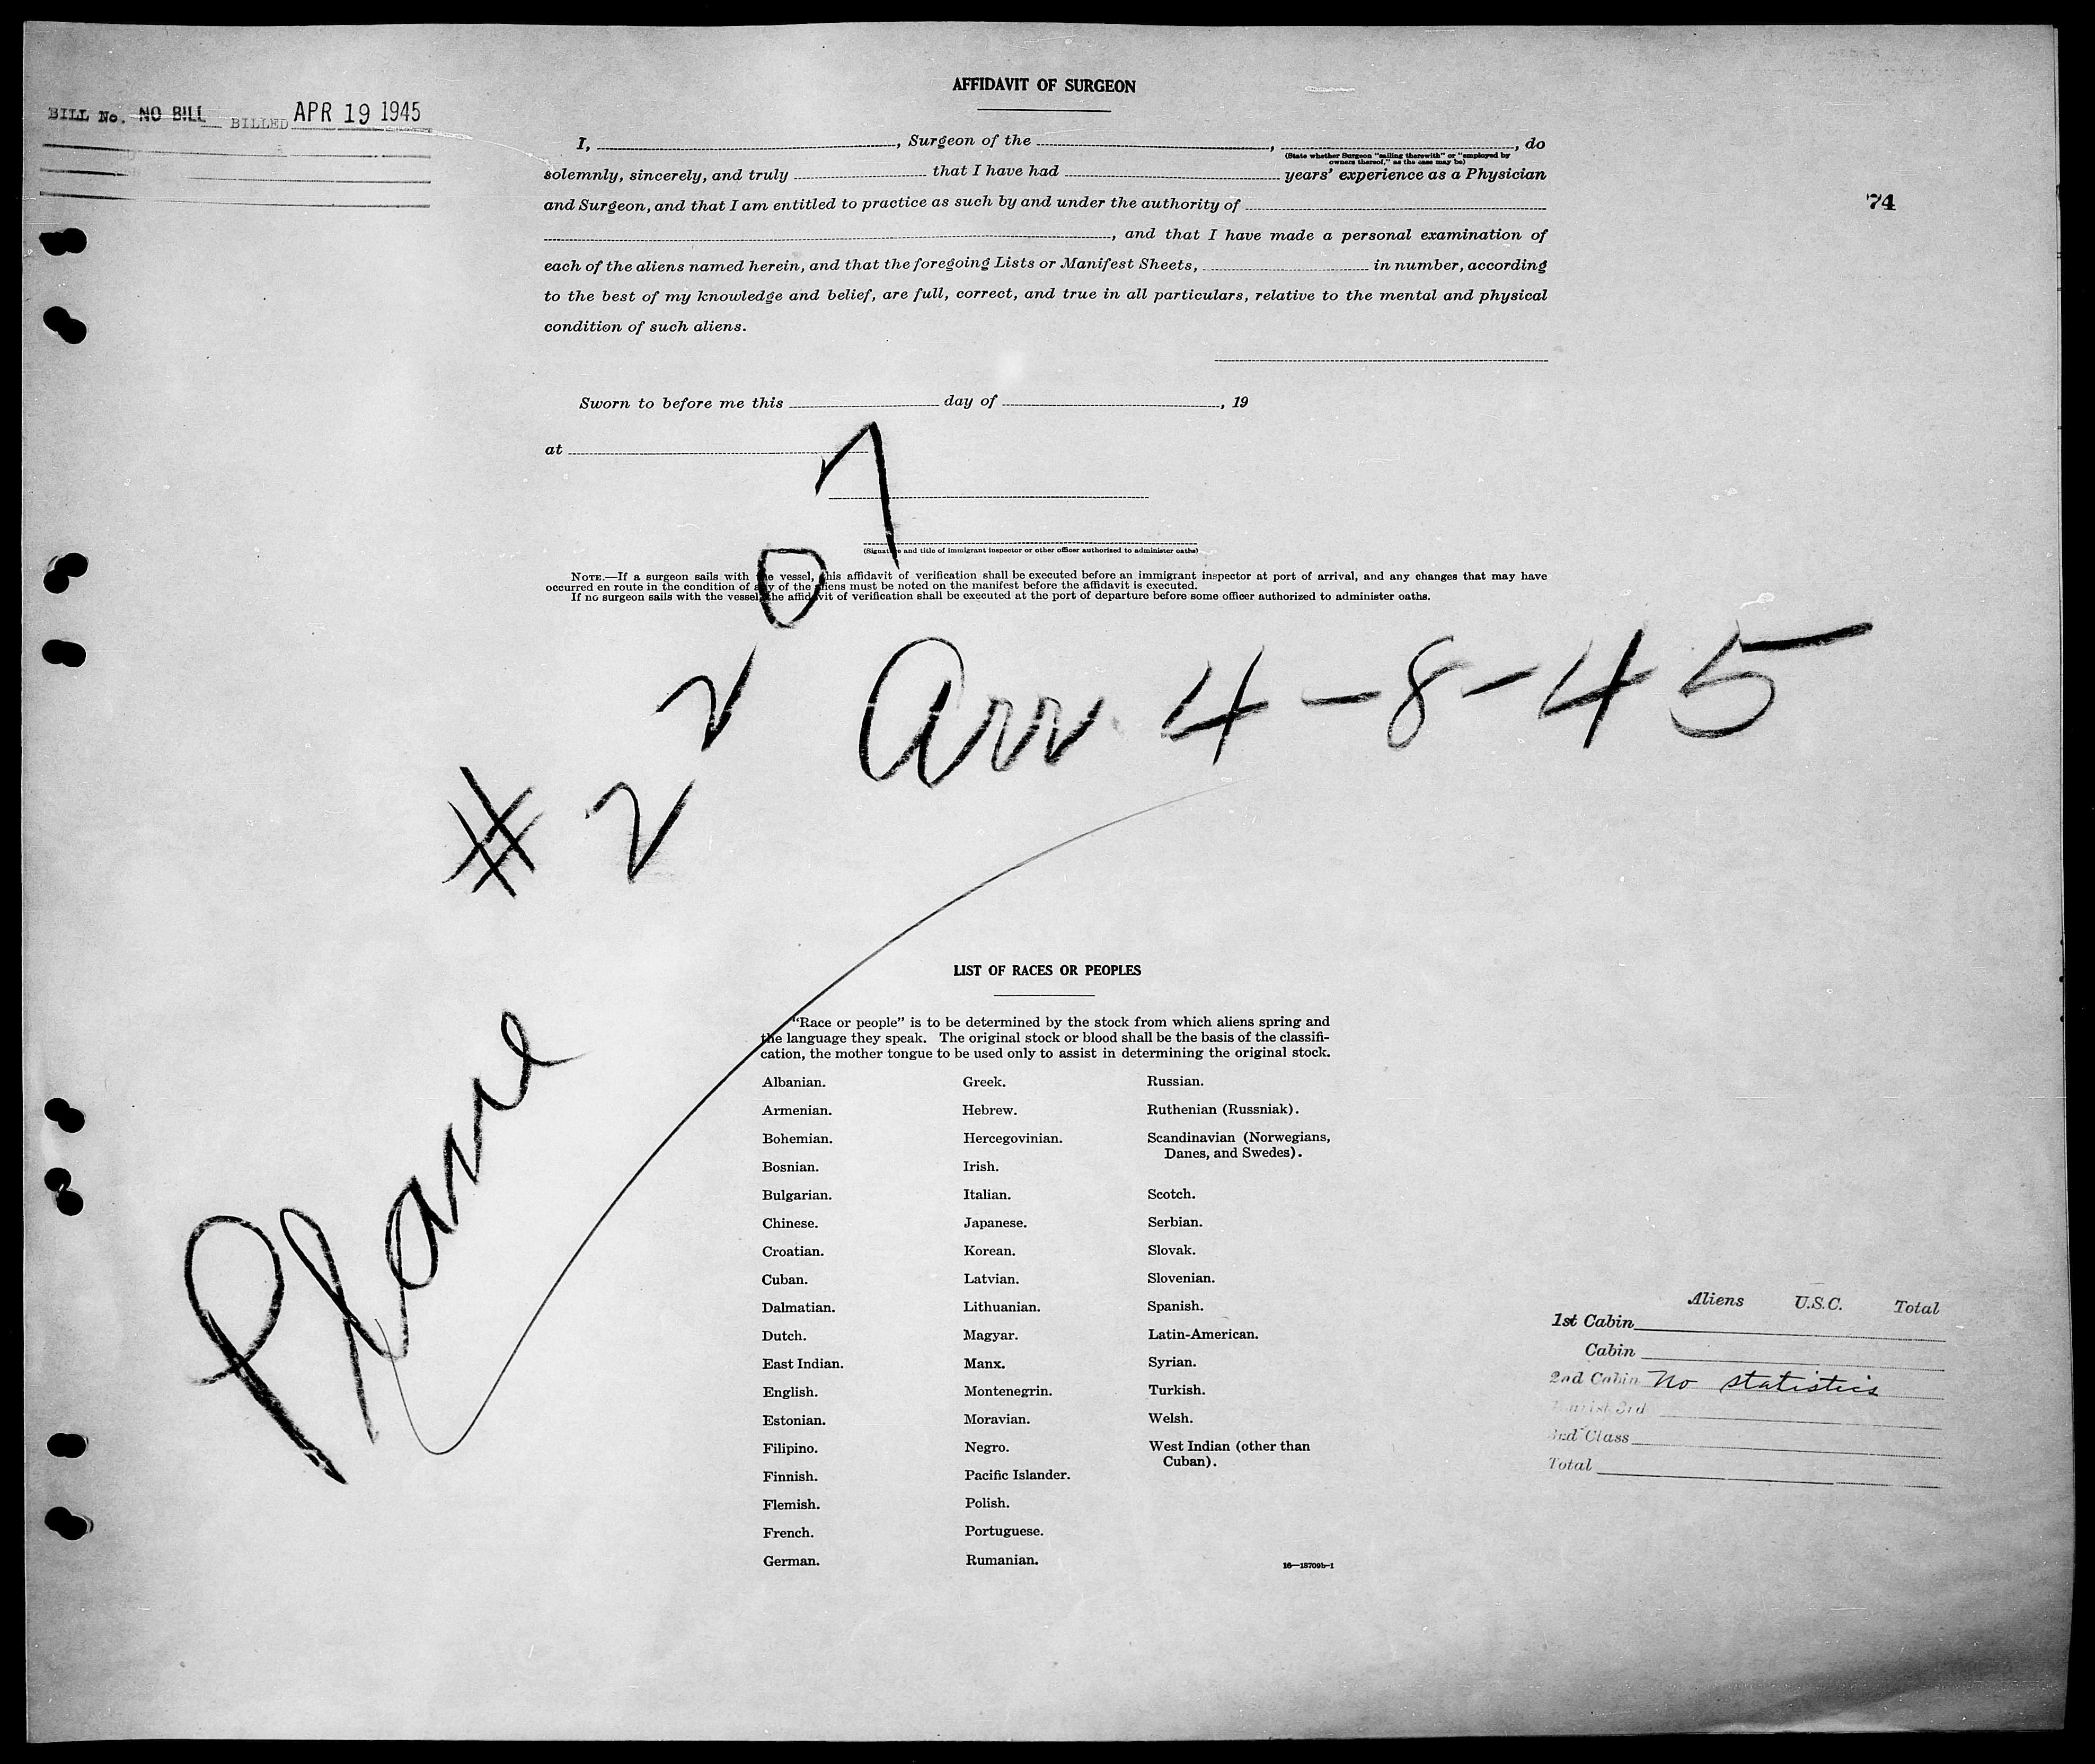 AFFIDAVIT OF SURGEON
BILL No. NO BILL BILLED APR 19 1945
I, , Surgeon of the , , do
(State whether Surgeon "sailing therewith" or "employed by
owners thereof," as the case may be)
solemnly, sincerely, and truly that I have had years' experience as a Physician
and Surgeon, and that I am entitled to practice as such by and under the authority of
74
, and that I have made a personal examination of
each of the aliens named herein, and that the foregoing Lists or Manifest Sheets, in number, according
to the best of my knowledge and belief, are full, correct, and true in all particulars, relative to the mental and physical
condition of such aliens.
Sworn to before me this day of , 19
at
(Signature and title of immigrant inspector or other officer authorized to administer oaths)
NOTE.—If a surgeon sails with the vessel, this affidavit of verification shall be executed before an immigrant inspector at port of arrival, and any changes that may have
occurred en route in the condition of any of the aliens must be noted on the manifest before the affidavit is executed.
If no surgeon sails with the vessel, the affidavit of verification shall be executed at the port of departure before some officer authorized to administer oaths.
Plane # 2207
Arr 4-8-45
LIST OF RACES OR PEOPLES
"Race or people" is to be determined by the stock from which aliens spring and
the language they speak. The original stock or blood shall be the basis of the classifi-
cation, the mother tongue to be used only to assist in determining the original stock.
Albanian.
Armenian.
Bohemian.
Bosnian.
Bulgarian.
Chinese.
Croatian.
Cuban.
Dalmatian.
Dutch.
East Indian.
English.
Estonian.
Filipino.
Finnish.
Flemish.
French.
German.
Greek.
Hebrew.
Hercegovinian.
Irish.
Italian.
Japanese.
Korean.
Latvian.
Lithuanian.
Magyar.
Manx.
Montenegrin.
Moravian.
Negro.
Pacific Islander.
Polish.
Portuguese.
Rumanian.
Russian.
Ruthenian (Russniak).
Scandinavian (Norwegians,
Danes, and Swedes).
Scotch.
Serbian.
Slovak.
Slovenian.
Spanish.
Latin-American.
Syrian.
Turkish.
Welsh.
West Indian (other than
Cuban).
16—18709b-1
Aliens U.S.C. Total
1st Cabin
Cabin
2nd Cabin No statistics
Tourist 3rd
3rd Class
Total